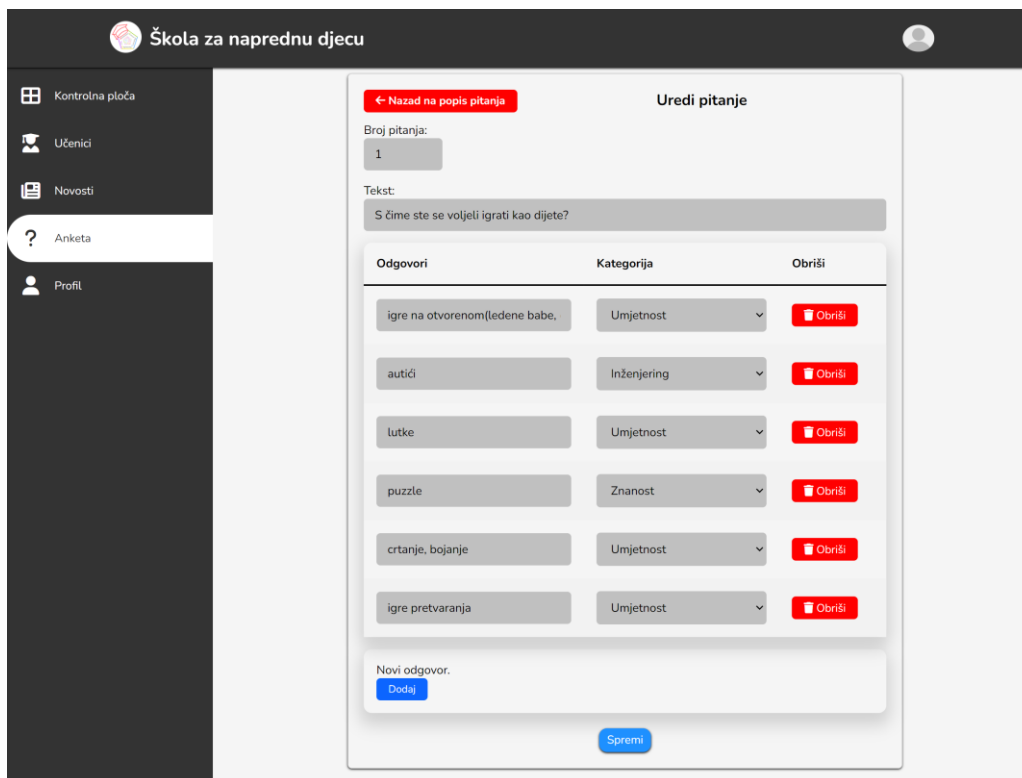 Škola za naprednu djecu
Kontrolna ploča
Učenici
Novosti
Anketa
Profil
← Nazad na popis pitanja
Uredi pitanje
Broj pitanja:
1
Tekst:
S čime ste se voljeli igrati kao dijete?
Odgovori Kategorija Obriši
igre na otvorenom(ledene babe, Umjetnost Obriši
autići Inženjering Obriši
lutke Umjetnost Obriši
puzzle Znanost Obriši
crtanje, bojanje Umjetnost Obriši
igre pretvaranja Umjetnost Obriši
Novi odgovor.
Dodaj
Spremi